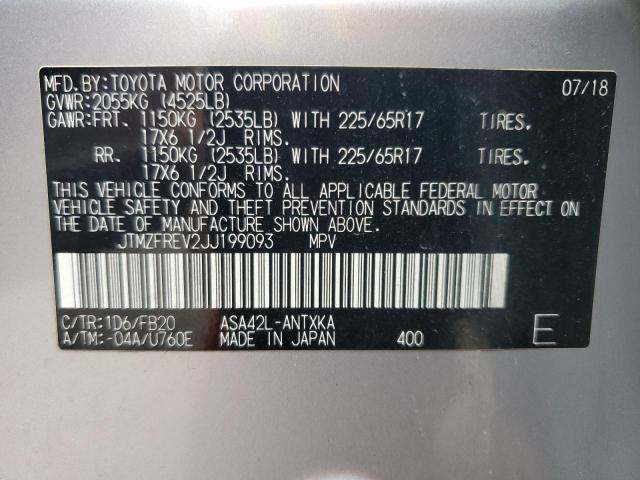 MFD.BY:TOYOTA MOTOR CORPORATION 07/18
GVWR:2055KG (4525LB)
GAWR:FRT. 1150KG (2535LB) WITH 225/65R17 TIRES.
17X6 1/2J RIMS.
RR. 1150KG (2535LB) WITH 225/65R17 TIRES.
17X6 1/2J RIMS.
THIS VEHICLE CONFORMS TO ALL APPLICABLE FEDERAL MOTOR
VEHICLE SAFETY AND THEFT PREVENTION STANDARDS IN EFFECT ON
THE DATE OF MANUFACTURE SHOWN ABOVE.
JTMZFREV2JJ199093 MPV
C/TR:1D6/FB20 ASA42L-ANTXKA
A/TM:-04A/U760E MADE IN JAPAN 400 E